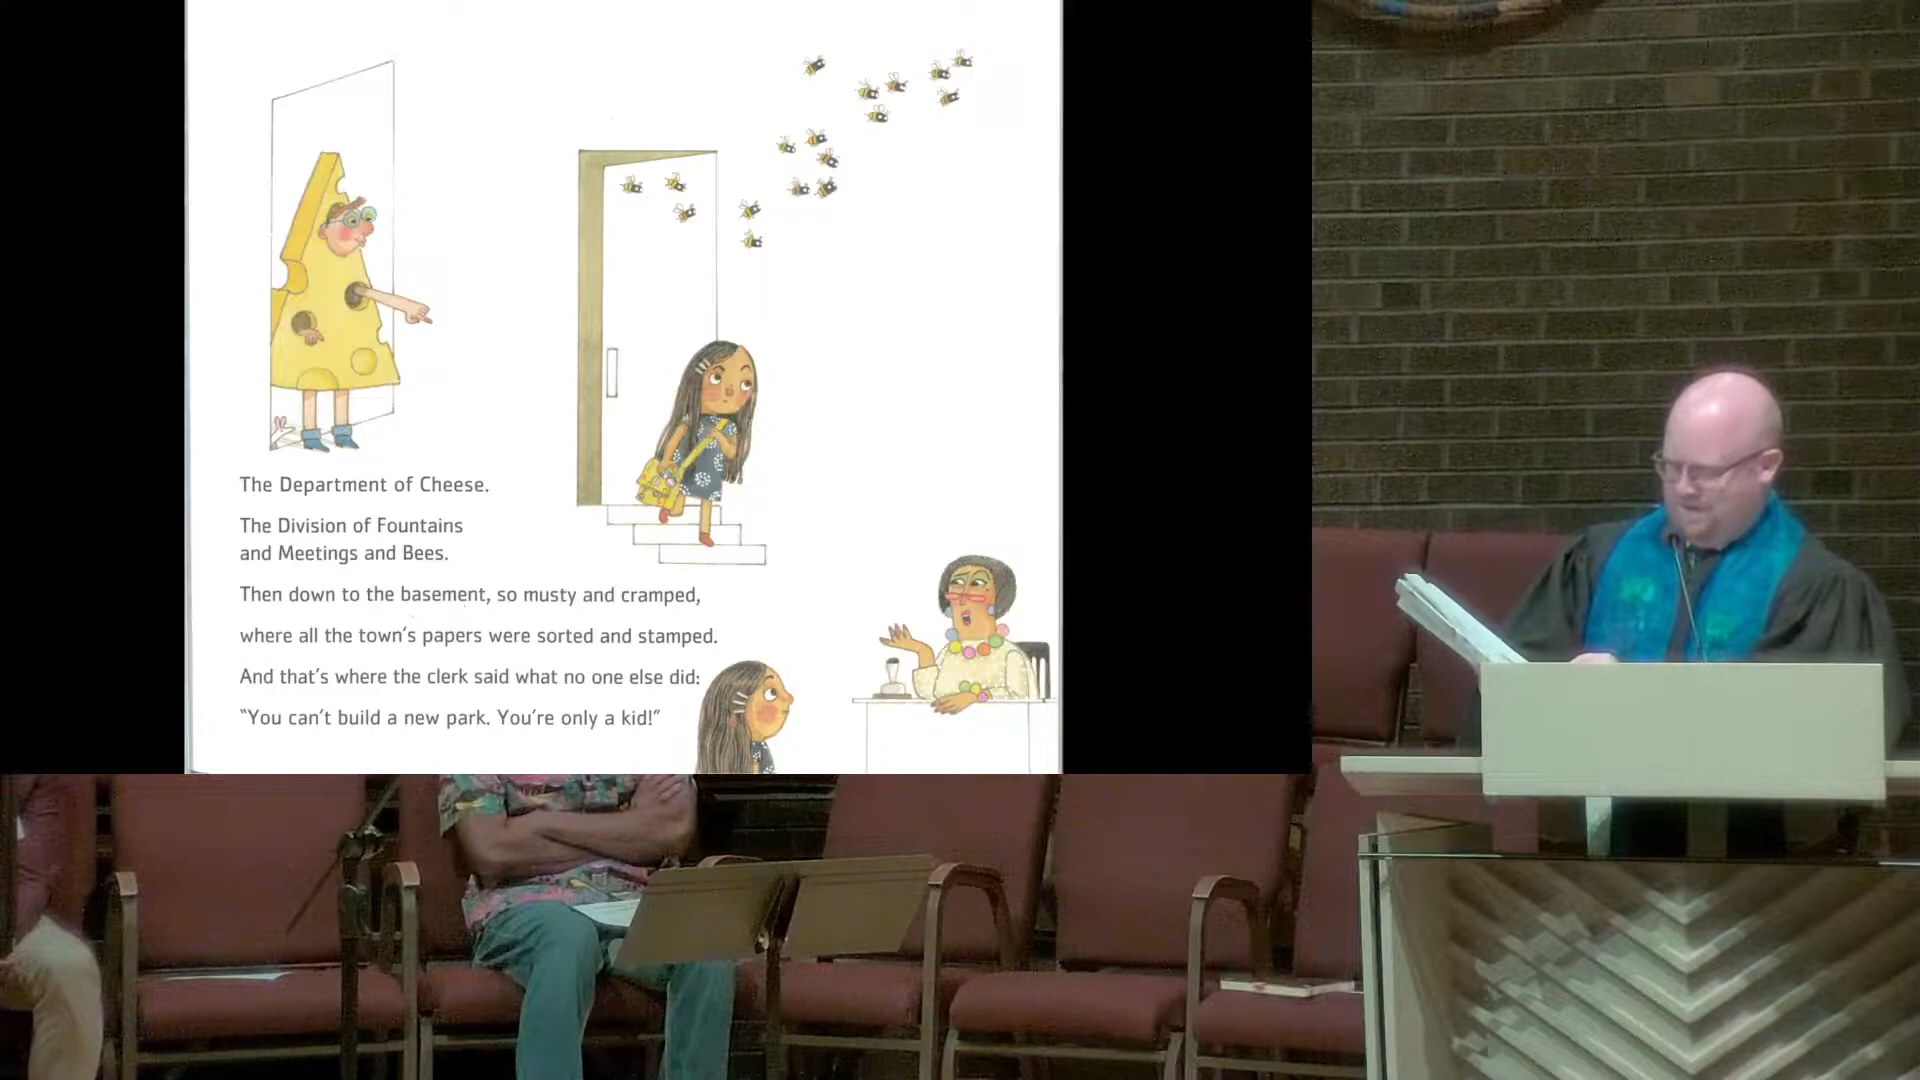 The Department of Cheese.
The Division of Fountains
and Meetings and Bees.
Then down to the basement, so musty and cramped,
where all the town's papers were sorted and stamped.
And that's where the clerk said what no one else did:
“You can't build a new park. You're only a kid!”